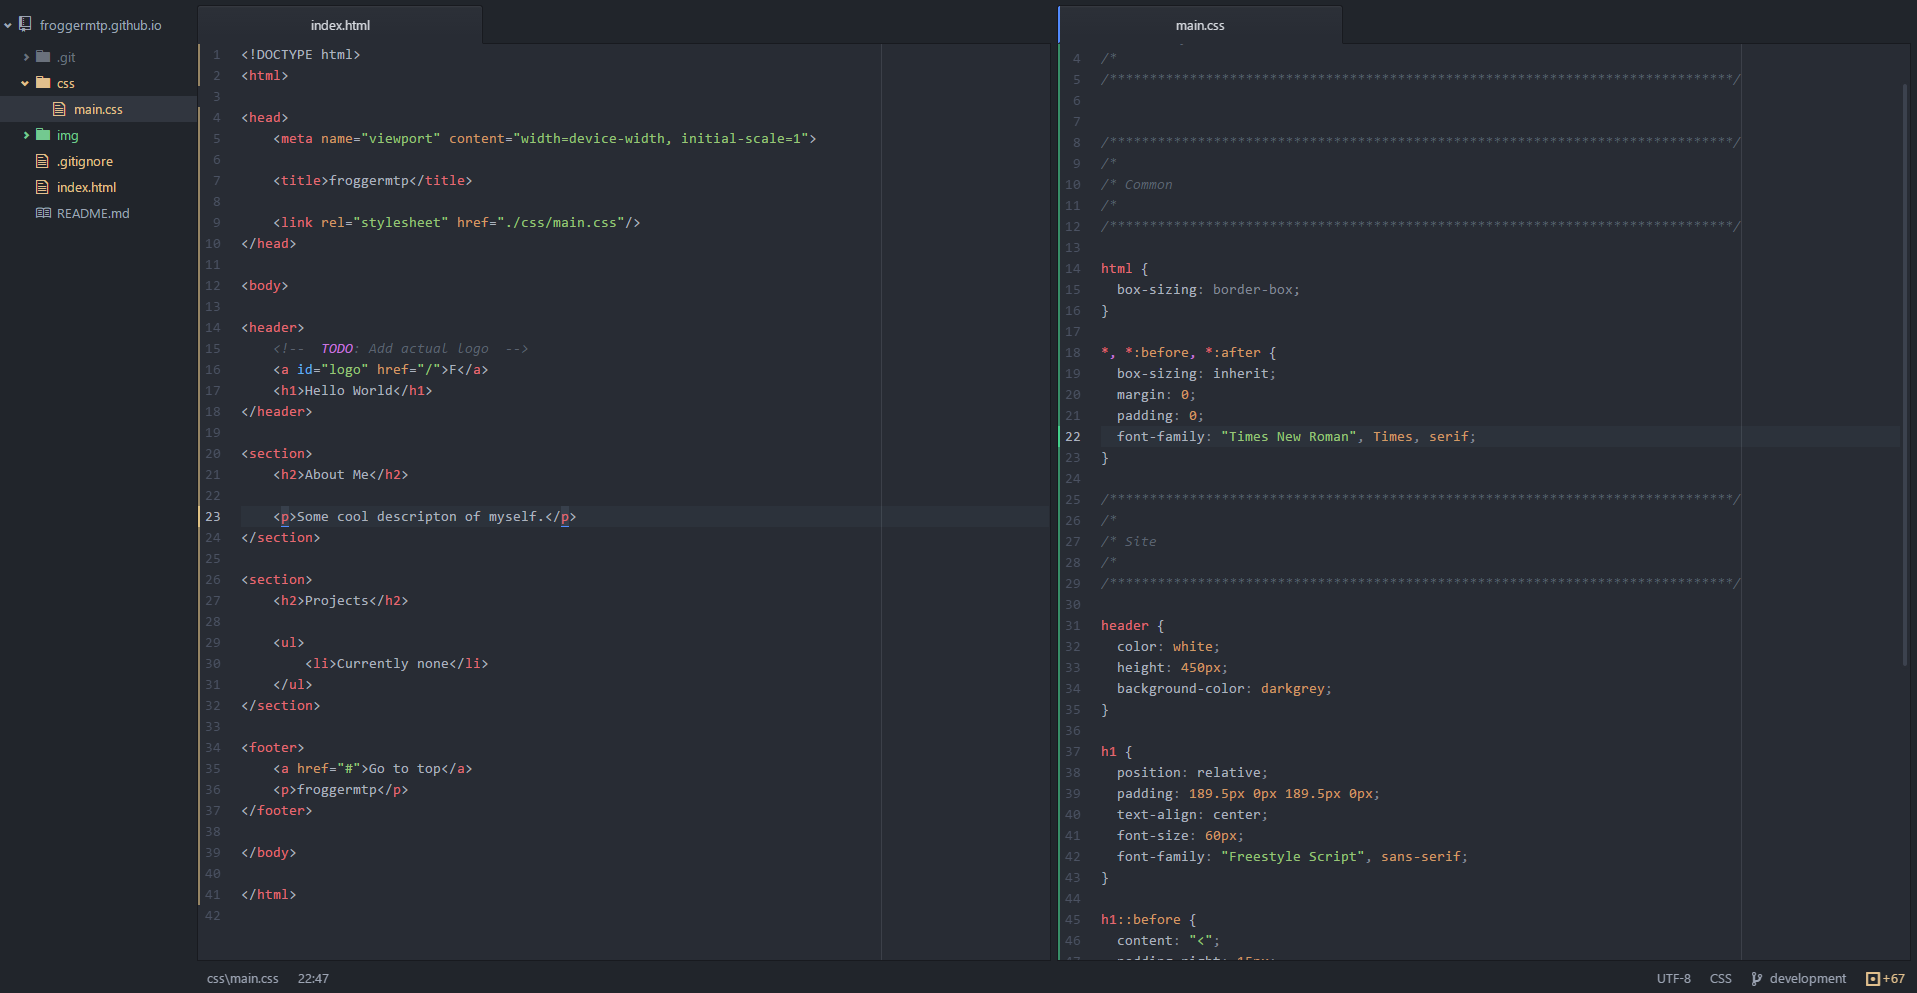 froggermtp.github.io
.git
css
main.css
img
.gitignore
index.html
README.md
index.html
1 <!DOCTYPE html>
2 <html>
3
4 <head>
5 <meta name="viewport" content="width=device-width, initial-scale=1">
6
7 <title>froggermtp</title>
8
9 <link rel="stylesheet" href="./css/main.css"/>
10 </head>
11
12 <body>
13
14 <header>
15 <!--  TODO: Add actual logo  -->
16 <a id="logo" href="/">F</a>
17 <h1>Hello World</h1>
18 </header>
19
20 <section>
21 <h2>About Me</h2>
22
23 <p>Some cool descripton of myself.</p>
24 </section>
25
26 <section>
27 <h2>Projects</h2>
28
29 <ul>
30 <li>Currently none</li>
31 </ul>
32 </section>
33
34 <footer>
35 <a href="#">Go to top</a>
36 <p>froggermtp</p>
37 </footer>
38
39 </body>
40
41 </html>
42
main.css
4 /*
5 /******************************************************************************/
6
7
8 /******************************************************************************/
9 /*
10 /* Common
11 /*
12 /******************************************************************************/
13
14 html {
15 box-sizing: border-box;
16 }
17
18 *, *:before, *:after {
19 box-sizing: inherit;
20 margin: 0;
21 padding: 0;
22 font-family: "Times New Roman", Times, serif;
23 }
24
25 /******************************************************************************/
26 /*
27 /* Site
28 /*
29 /******************************************************************************/
30
31 header {
32 color: white;
33 height: 450px;
34 background-color: darkgrey;
35 }
36
37 h1 {
38 position: relative;
39 padding: 189.5px 0px 189.5px 0px;
40 text-align: center;
41 font-size: 60px;
42 font-family: "Freestyle Script", sans-serif;
43 }
44
45 h1::before {
46 content: "<";
47 padding-right: 15px;
css\main.css 22:47
UTF-8 CSS development +67